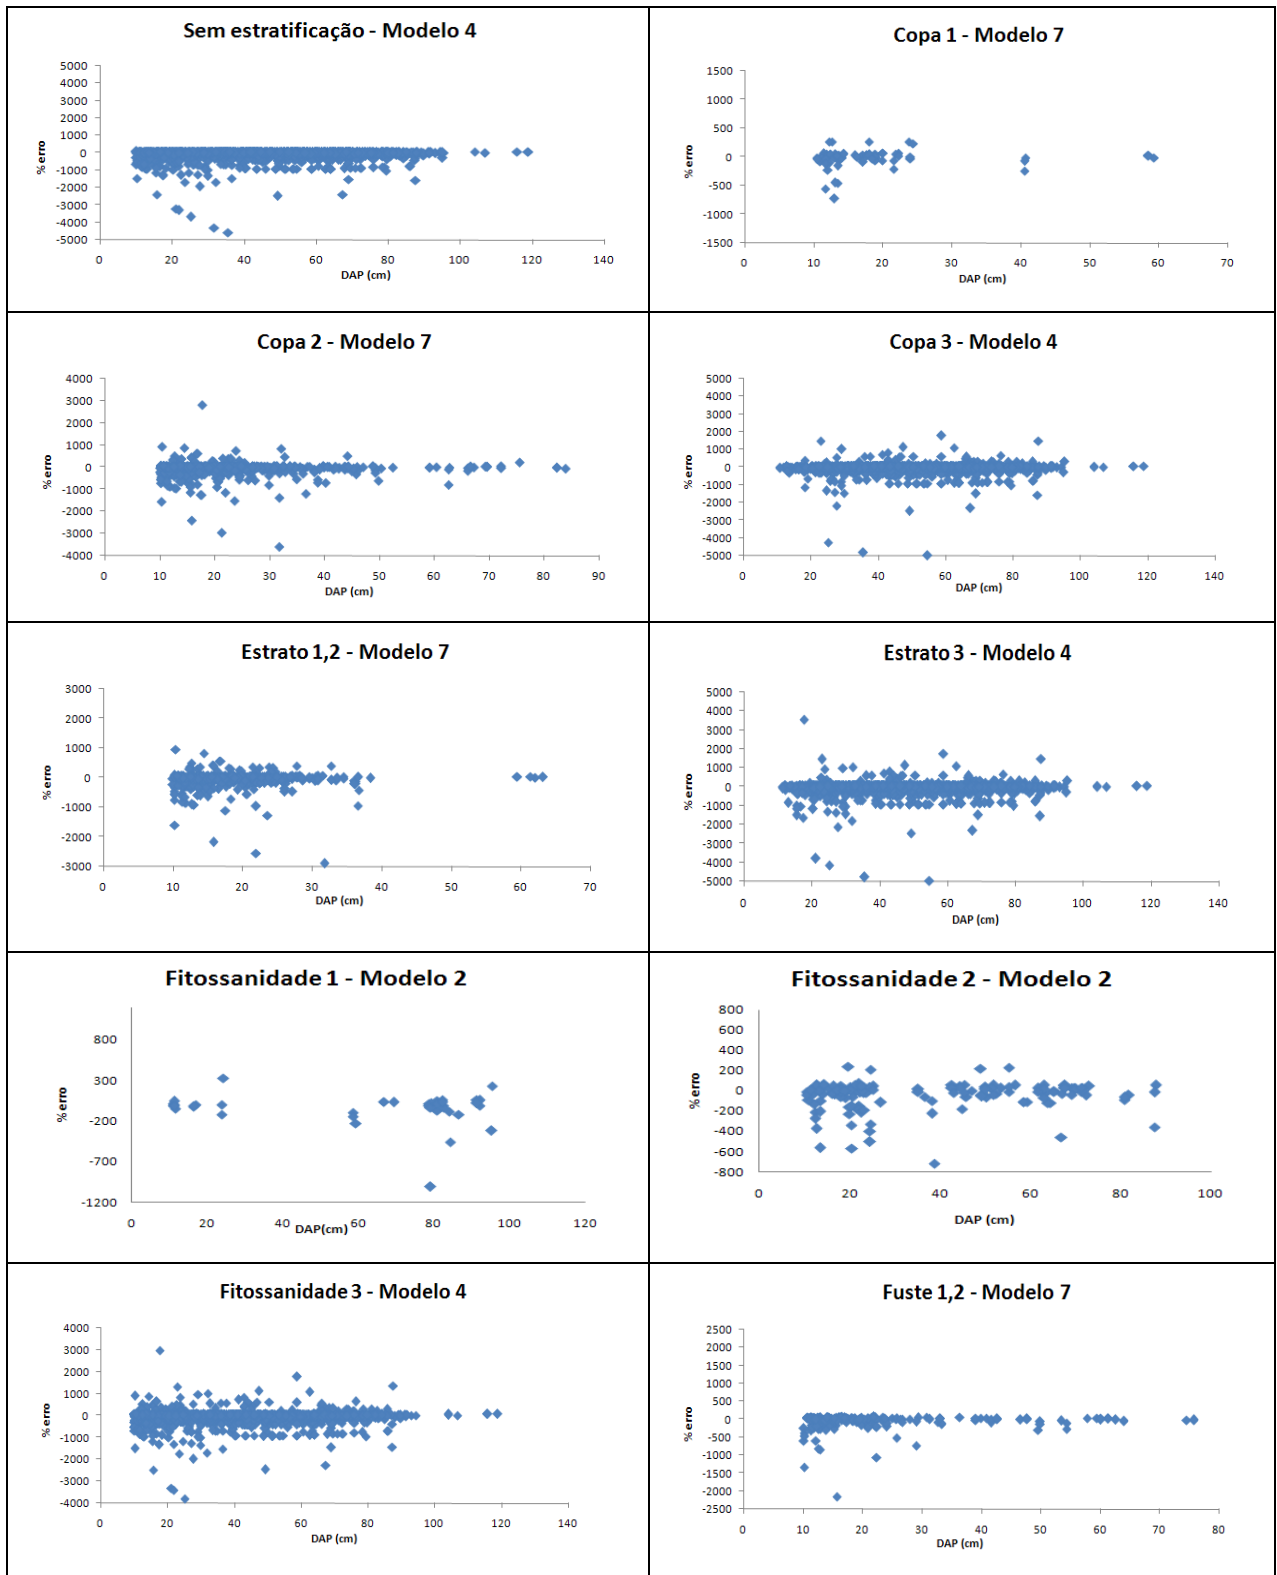 Sem estratificação - Modelo 4
5000
4000
3000
2000
1000
0
-1000
-2000
-3000
-4000
-5000
% erro
0 20 40 60 80 100 120 140
DAP (cm)
Copa 1 - Modelo 7
1500
1000
500
0
-500
-1000
-1500
% erro
0 10 20 30 40 50 60 70
DAP (cm)
Copa 2 - Modelo 7
4000
3000
2000
1000
0
-1000
-2000
-3000
-4000
% erro
0 10 20 30 40 50 60 70 80 90
DAP (cm)
Copa 3 - Modelo 4
5000
4000
3000
2000
1000
0
-1000
-2000
-3000
-4000
-5000
% erro
0 20 40 60 80 100 120 140
DAP (cm)
Estrato 1,2 - Modelo 7
3000
2000
1000
0
-1000
-2000
-3000
% erro
0 10 20 30 40 50 60 70
DAP (cm)
Estrato 3 - Modelo 4
5000
4000
3000
2000
1000
0
-1000
-2000
-3000
-4000
-5000
% erro
0 20 40 60 80 100 120 140
DAP (cm)
Fitossanidade 1 - Modelo 2
800
300
-200
-700
-1200
% erro
0 20 40 60 80 100 120
DAP(cm)
Fitossanidade 2 - Modelo 2
800
600
400
200
0
-200
-400
-600
-800
% erro
0 20 40 60 80 100
DAP (cm)
Fitossanidade 3 - Modelo 4
4000
3000
2000
1000
0
-1000
-2000
-3000
-4000
% erro
0 20 40 60 80 100 120 140
DAP (cm)
Fuste 1,2 - Modelo 7
2500
2000
1500
1000
500
0
-500
-1000
-1500
-2000
-2500
% erro
0 10 20 30 40 50 60 70 80
DAP (cm)